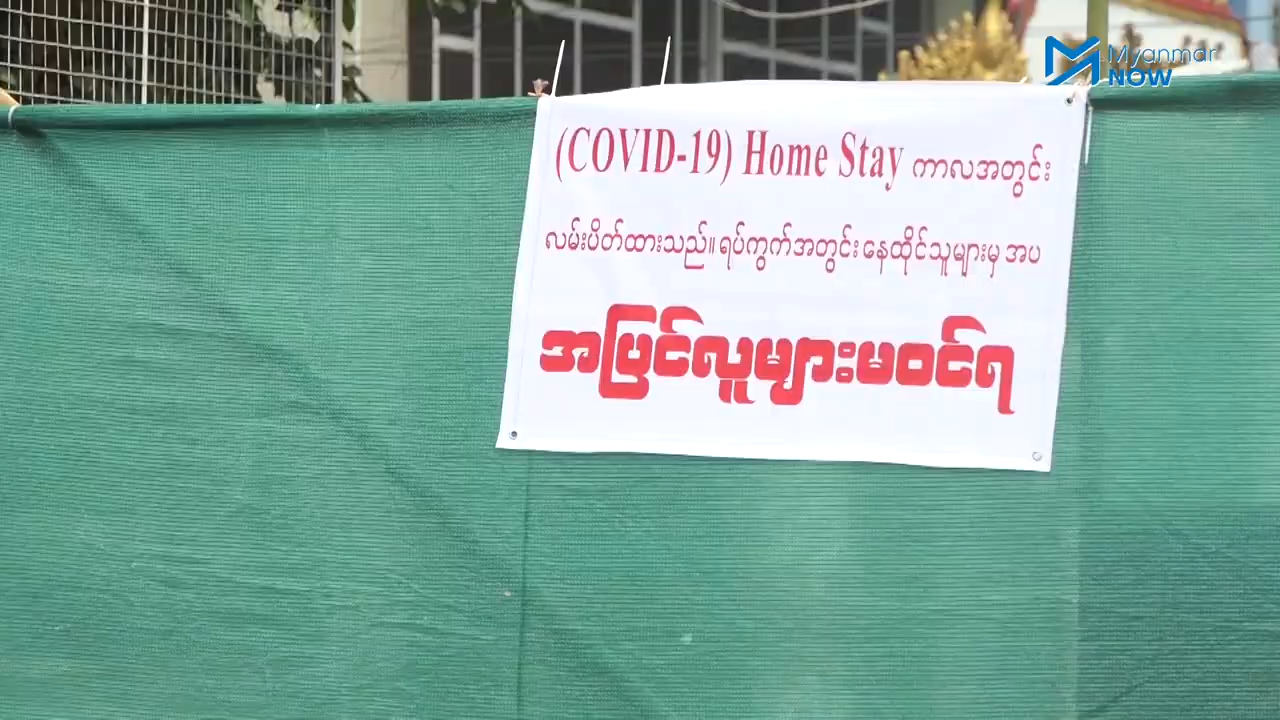 Myanmar
NOW
(COVID-19) Home Stay ကာလအတွင်း
လမ်းပိတ်ထားသည်။ ရပ်ကွက်အတွင်း နေထိုင်သူများမှ အပ
အပြင်လူများမဝင်ရ